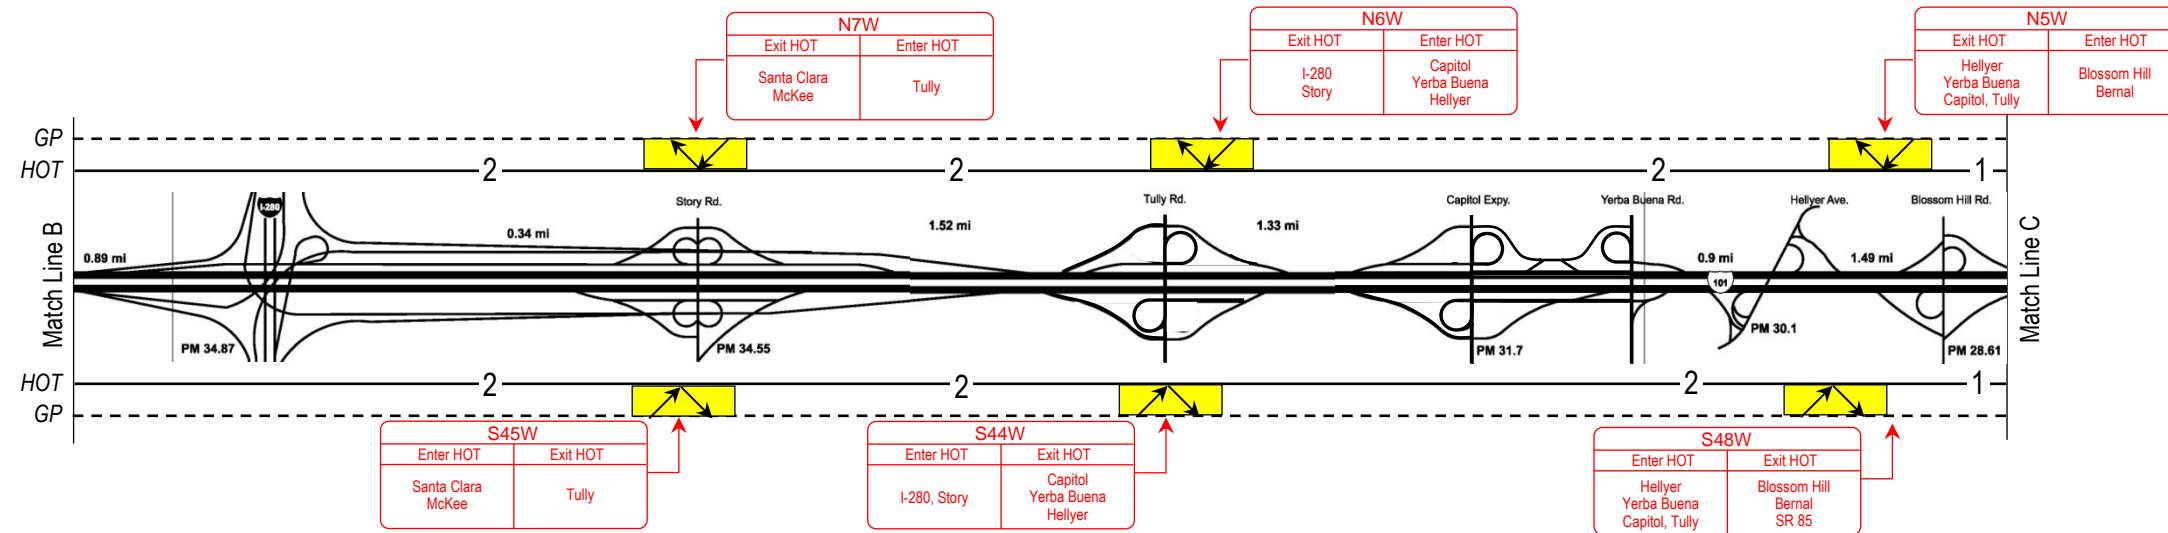 N7W
Exit HOT Enter HOT
Santa Clara
McKee
Tully
N6W
Exit HOT Enter HOT
I-280
Story
Capitol
Yerba Buena
Hellyer
N5W
Exit HOT Enter HOT
Hellyer
Yerba Buena
Capitol, Tully
Blossom Hill
Bernal
GP
HOT
2 2 2 1
Match Line B
I-280
Story Rd.
Tully Rd.
Capitol Expy.
Yerba Buena Rd.
Hellyer Ave.
Blossom Hill Rd.
0.89 mi
0.34 mi
1.52 mi
1.33 mi
0.9 mi
1.49 mi
101
PM 34.87
PM 34.55
PM 31.7
PM 30.1
PM 28.61
Match Line C
HOT
GP
2 2 2 1
S45W
Enter HOT Exit HOT
Santa Clara
McKee
Tully
S44W
Enter HOT Exit HOT
I-280, Story
Capitol
Yerba Buena
Hellyer
S48W
Enter HOT Exit HOT
Hellyer
Yerba Buena
Capitol, Tully
Blossom Hill
Bernal
SR 85